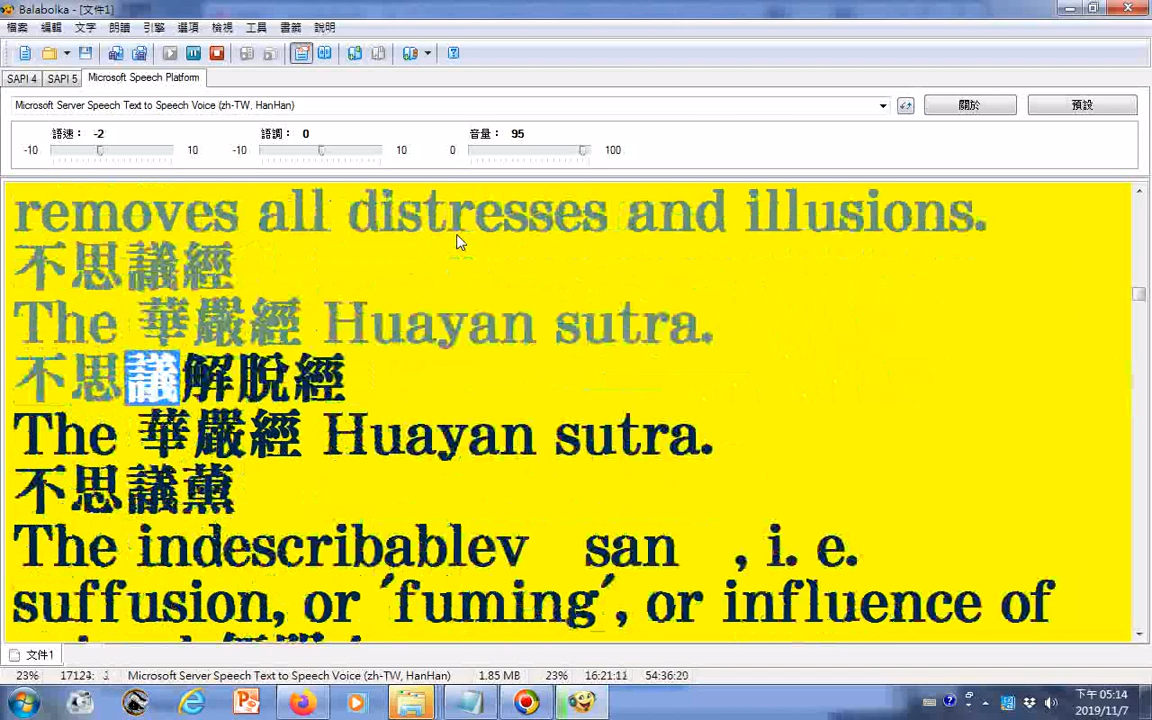 Balabolka - [文件1]
檔案 編輯 文字 朗讀 引擎 選項 檢視 工具 書籤 說明
SAPI 4 SAPI 5 Microsoft Speech Platform
Microsoft Server Speech Text to Speech Voice (zh-TW, HanHan) 關於 預設
語速： -2 語調： 0 音量： 95
-10 10 -10 10 0 100
removes all distresses and illusions.
不思議經
The 華嚴經 Huayan sutra.
不思議解脫經
The 華嚴經 Huayan sutra.
不思議薰
The indescribablev san , i. e.
suffusion, or 'fuming', or influence of
文件1
23% Microsoft Server Speech Text to Speech Voice (zh-TW, HanHan) 1.85 MB 23% 16:21:11 54:36:20
下午 05:14
2019/11/7